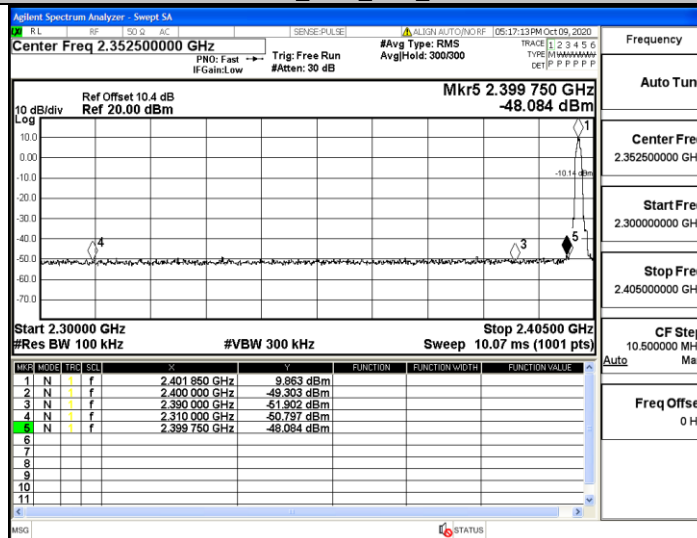 Agilent Spectrum Analyzer - Swept SA
RL RF 50 Ω AC SENSE:PULSE ALIGN AUTO/NO RF 05:17:13 PM Oct 09, 2020
Center Freq 2.352500000 GHz
PNO: Fast
IFGain:Low
Trig: Free Run
#Atten: 30 dB
#Avg Type: RMS
Avg|Hold: 300/300
TRACE 1 2 3 4 5 6
TYPE
DET P P P P P P
Ref Offset 10.4 dB
10 dB/div Ref 20.00 dBm
Log
Mkr5 2.399 750 GHz
-48.084 dBm
10.0
0.00
-10.0
-20.0
-30.0
-40.0
-50.0
-60.0
-70.0
1
-10.14 dBm
4
3
5
Start 2.30000 GHz Stop 2.40500 GHz
#Res BW 100 kHz #VBW 300 kHz Sweep 10.07 ms (1001 pts)
MKR MODE TRC SCL X Y FUNCTION FUNCTION WIDTH FUNCTION VALUE
1 N 1 f 2.401 850 GHz 9.863 dBm
2 N 1 f 2.400 000 GHz -49.303 dBm
3 N 1 f 2.390 000 GHz -51.902 dBm
4 N 1 f 2.310 000 GHz -50.797 dBm
5 N 1 f 2.399 750 GHz -48.084 dBm
6
7
8
9
10
11
MSG STATUS
Frequency
Auto Tun
Center Fre
2.352500000 GH
Start Fre
2.300000000 GH
Stop Fre
2.405000000 GH
CF Step
10.500000 MH
Auto Ma
Freq Offse
0 H